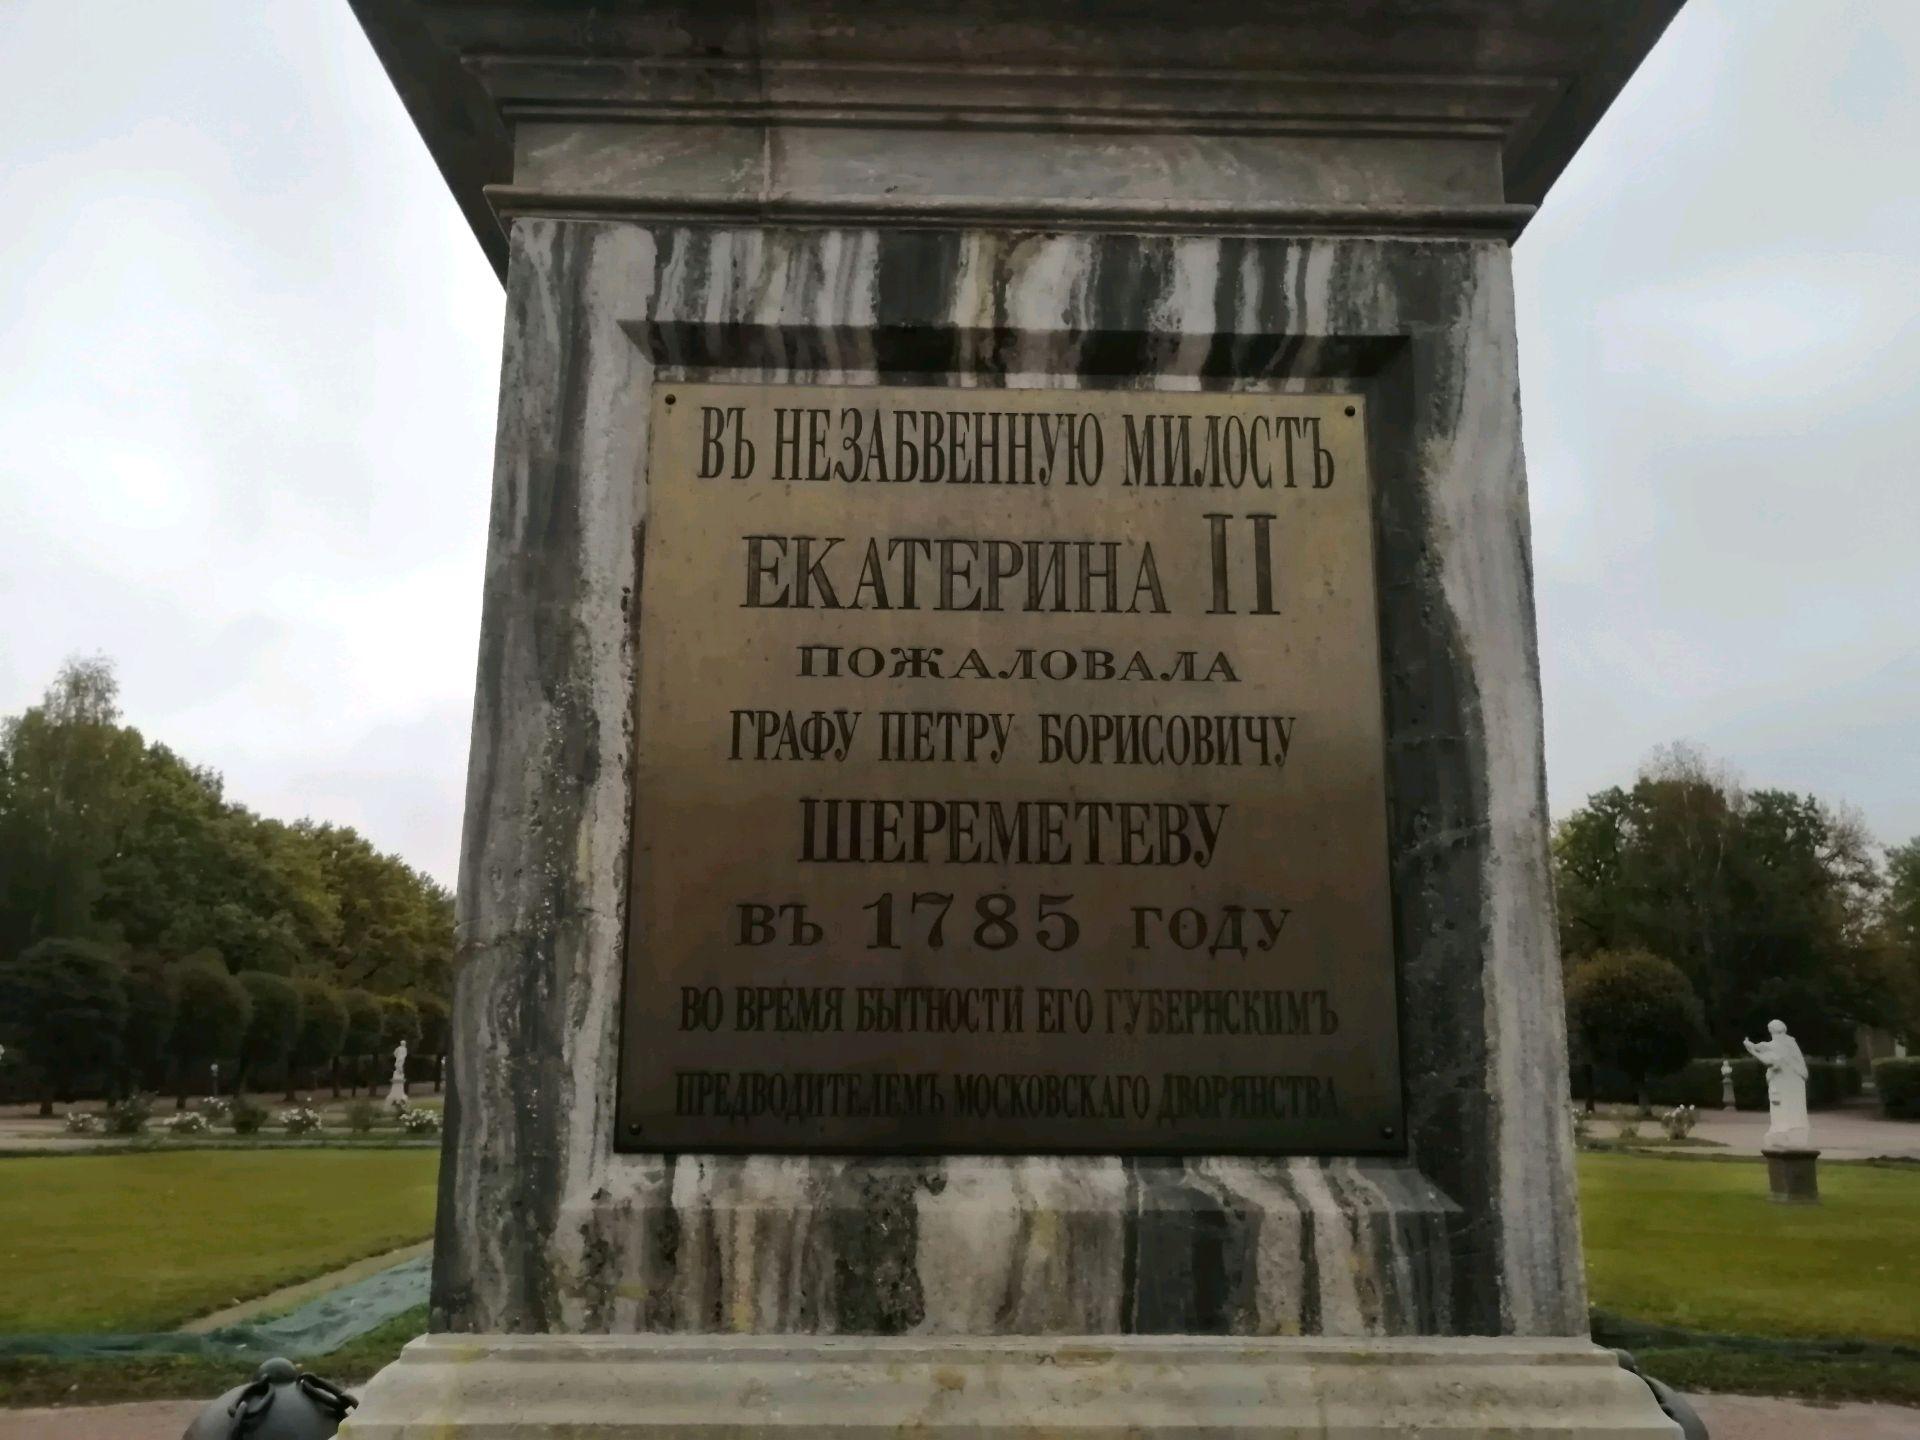 ВЪ НЕЗАБВЕННУЮ МИЛОСТЪ
ЕКАТЕРИНА II
ПОЖАЛОВАЛА
ГРАФУ ПЕТРУ БОРИСОВИЧУ
ШЕРЕМЕТЕВУ
ВЪ 1785 ГОДУ
ВО ВРЕМЯ БЫТНОСТИ ЕГО ГУБЕРНСКИМЪ
ПРЕДВОДИТЕЛЕМЪ МОСКОВСКАГО ДВОРЯНСТВА